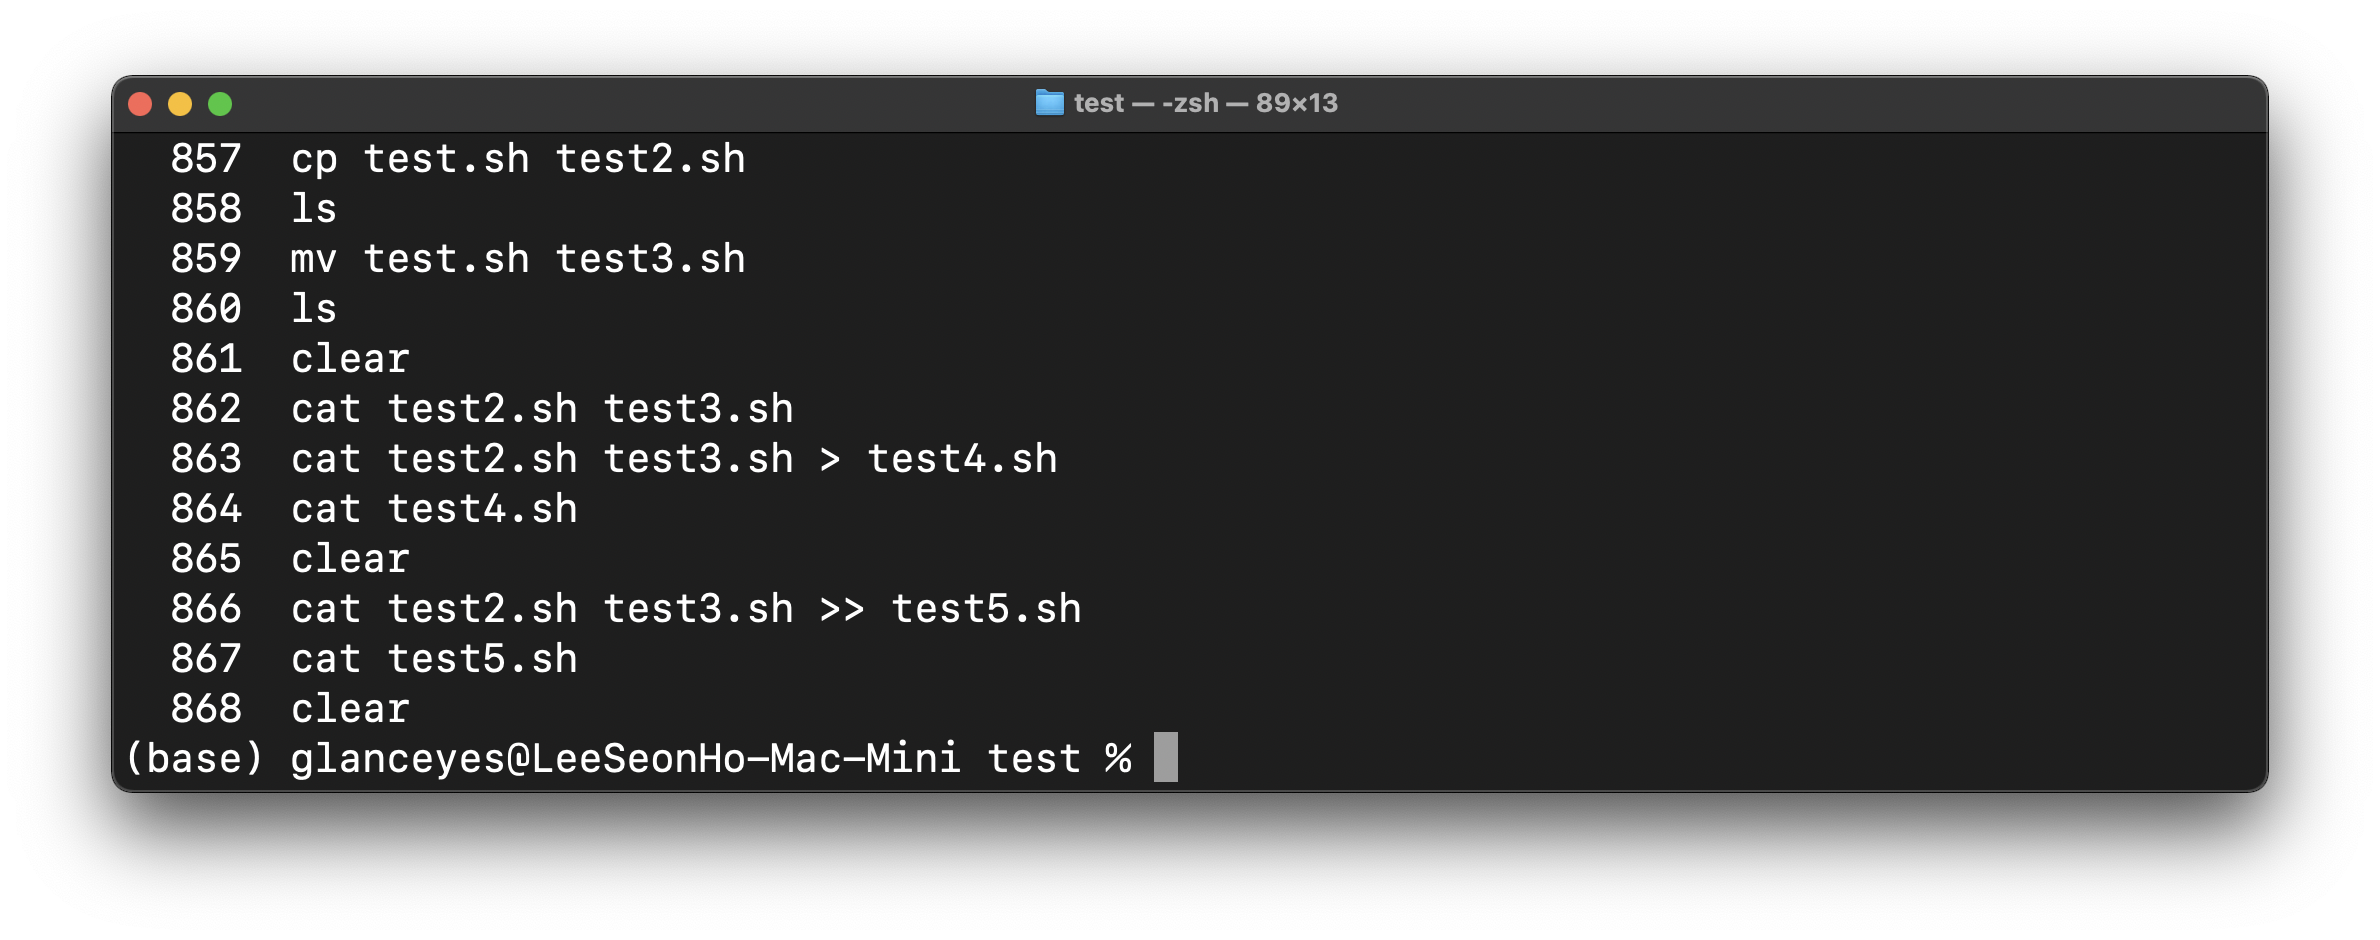 test — -zsh — 89×13
857 cp test.sh test2.sh
858 ls
859 mv test.sh test3.sh
860 ls
861 clear
862 cat test2.sh test3.sh
863 cat test2.sh test3.sh > test4.sh
864 cat test4.sh
865 clear
866 cat test2.sh test3.sh >> test5.sh
867 cat test5.sh
868 clear
(base) glanceyes@LeeSeonHo-Mac-Mini test %